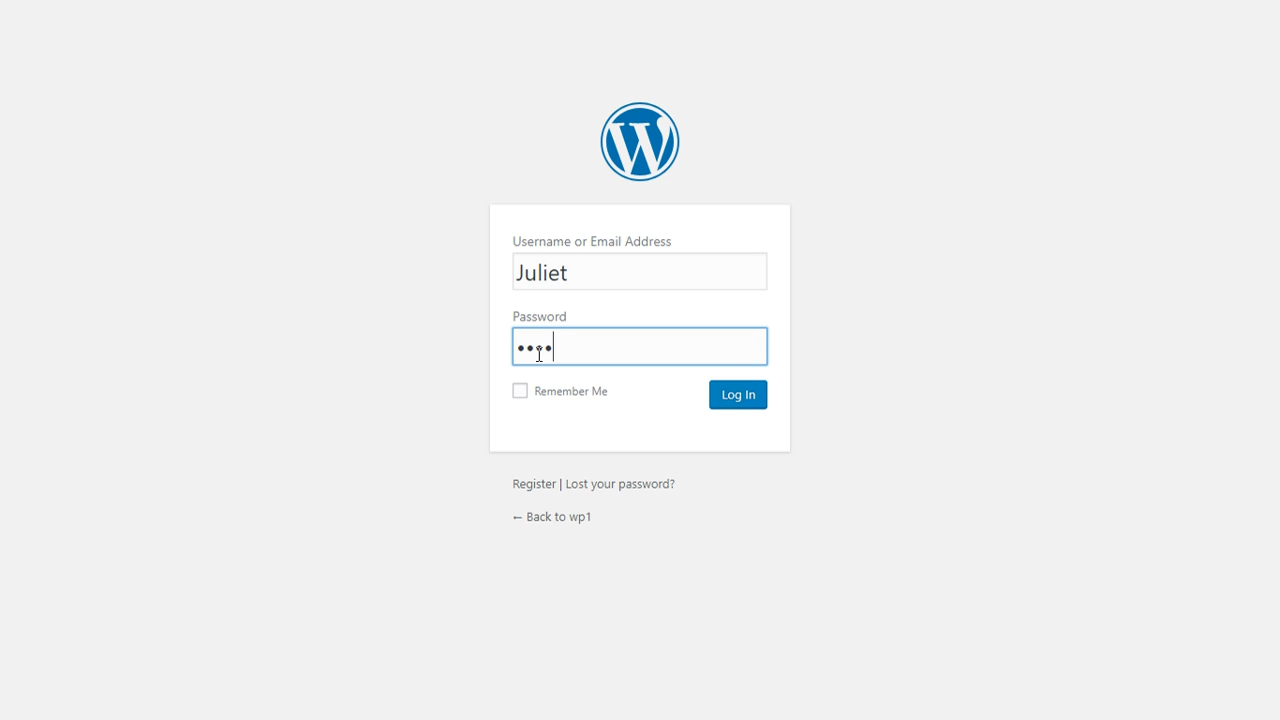 Username or Email Address
Juliet
Password
••••
Remember Me
Log In
Register | Lost your password?
← Back to wp1